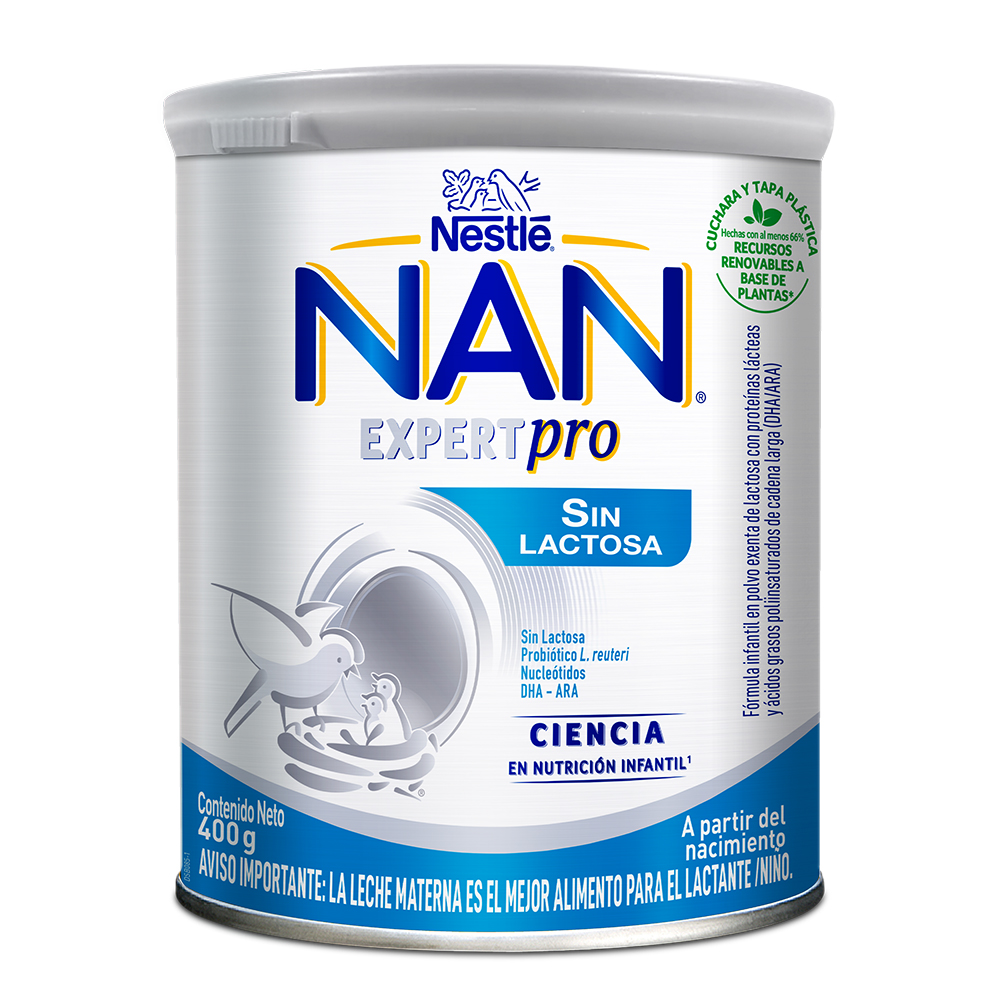 Nestlé®
NAN®
EXPERTpro
CUCHARA Y TAPA PLÁSTICA
Hechas con al menos 66%
RECURSOS
RENOVABLES A
BASE DE
PLANTAS*
SIN
LACTOSA
Fórmula infantil en polvo exenta de lactosa con proteínas lácteas
y ácidos grasos poliinsaturados de cadena larga (DHA/ARA)
Sin Lactosa
Probiótico L. reuteri
Nucleótidos
DHA - ARA
CIENCIA
EN NUTRICIÓN INFANTIL¹
®
Contenido Neto
400 g
A partir del
nacimiento
AVISO IMPORTANTE: LA LECHE MATERNA ES EL MEJOR ALIMENTO PARA EL LACTANTE /NIÑO.